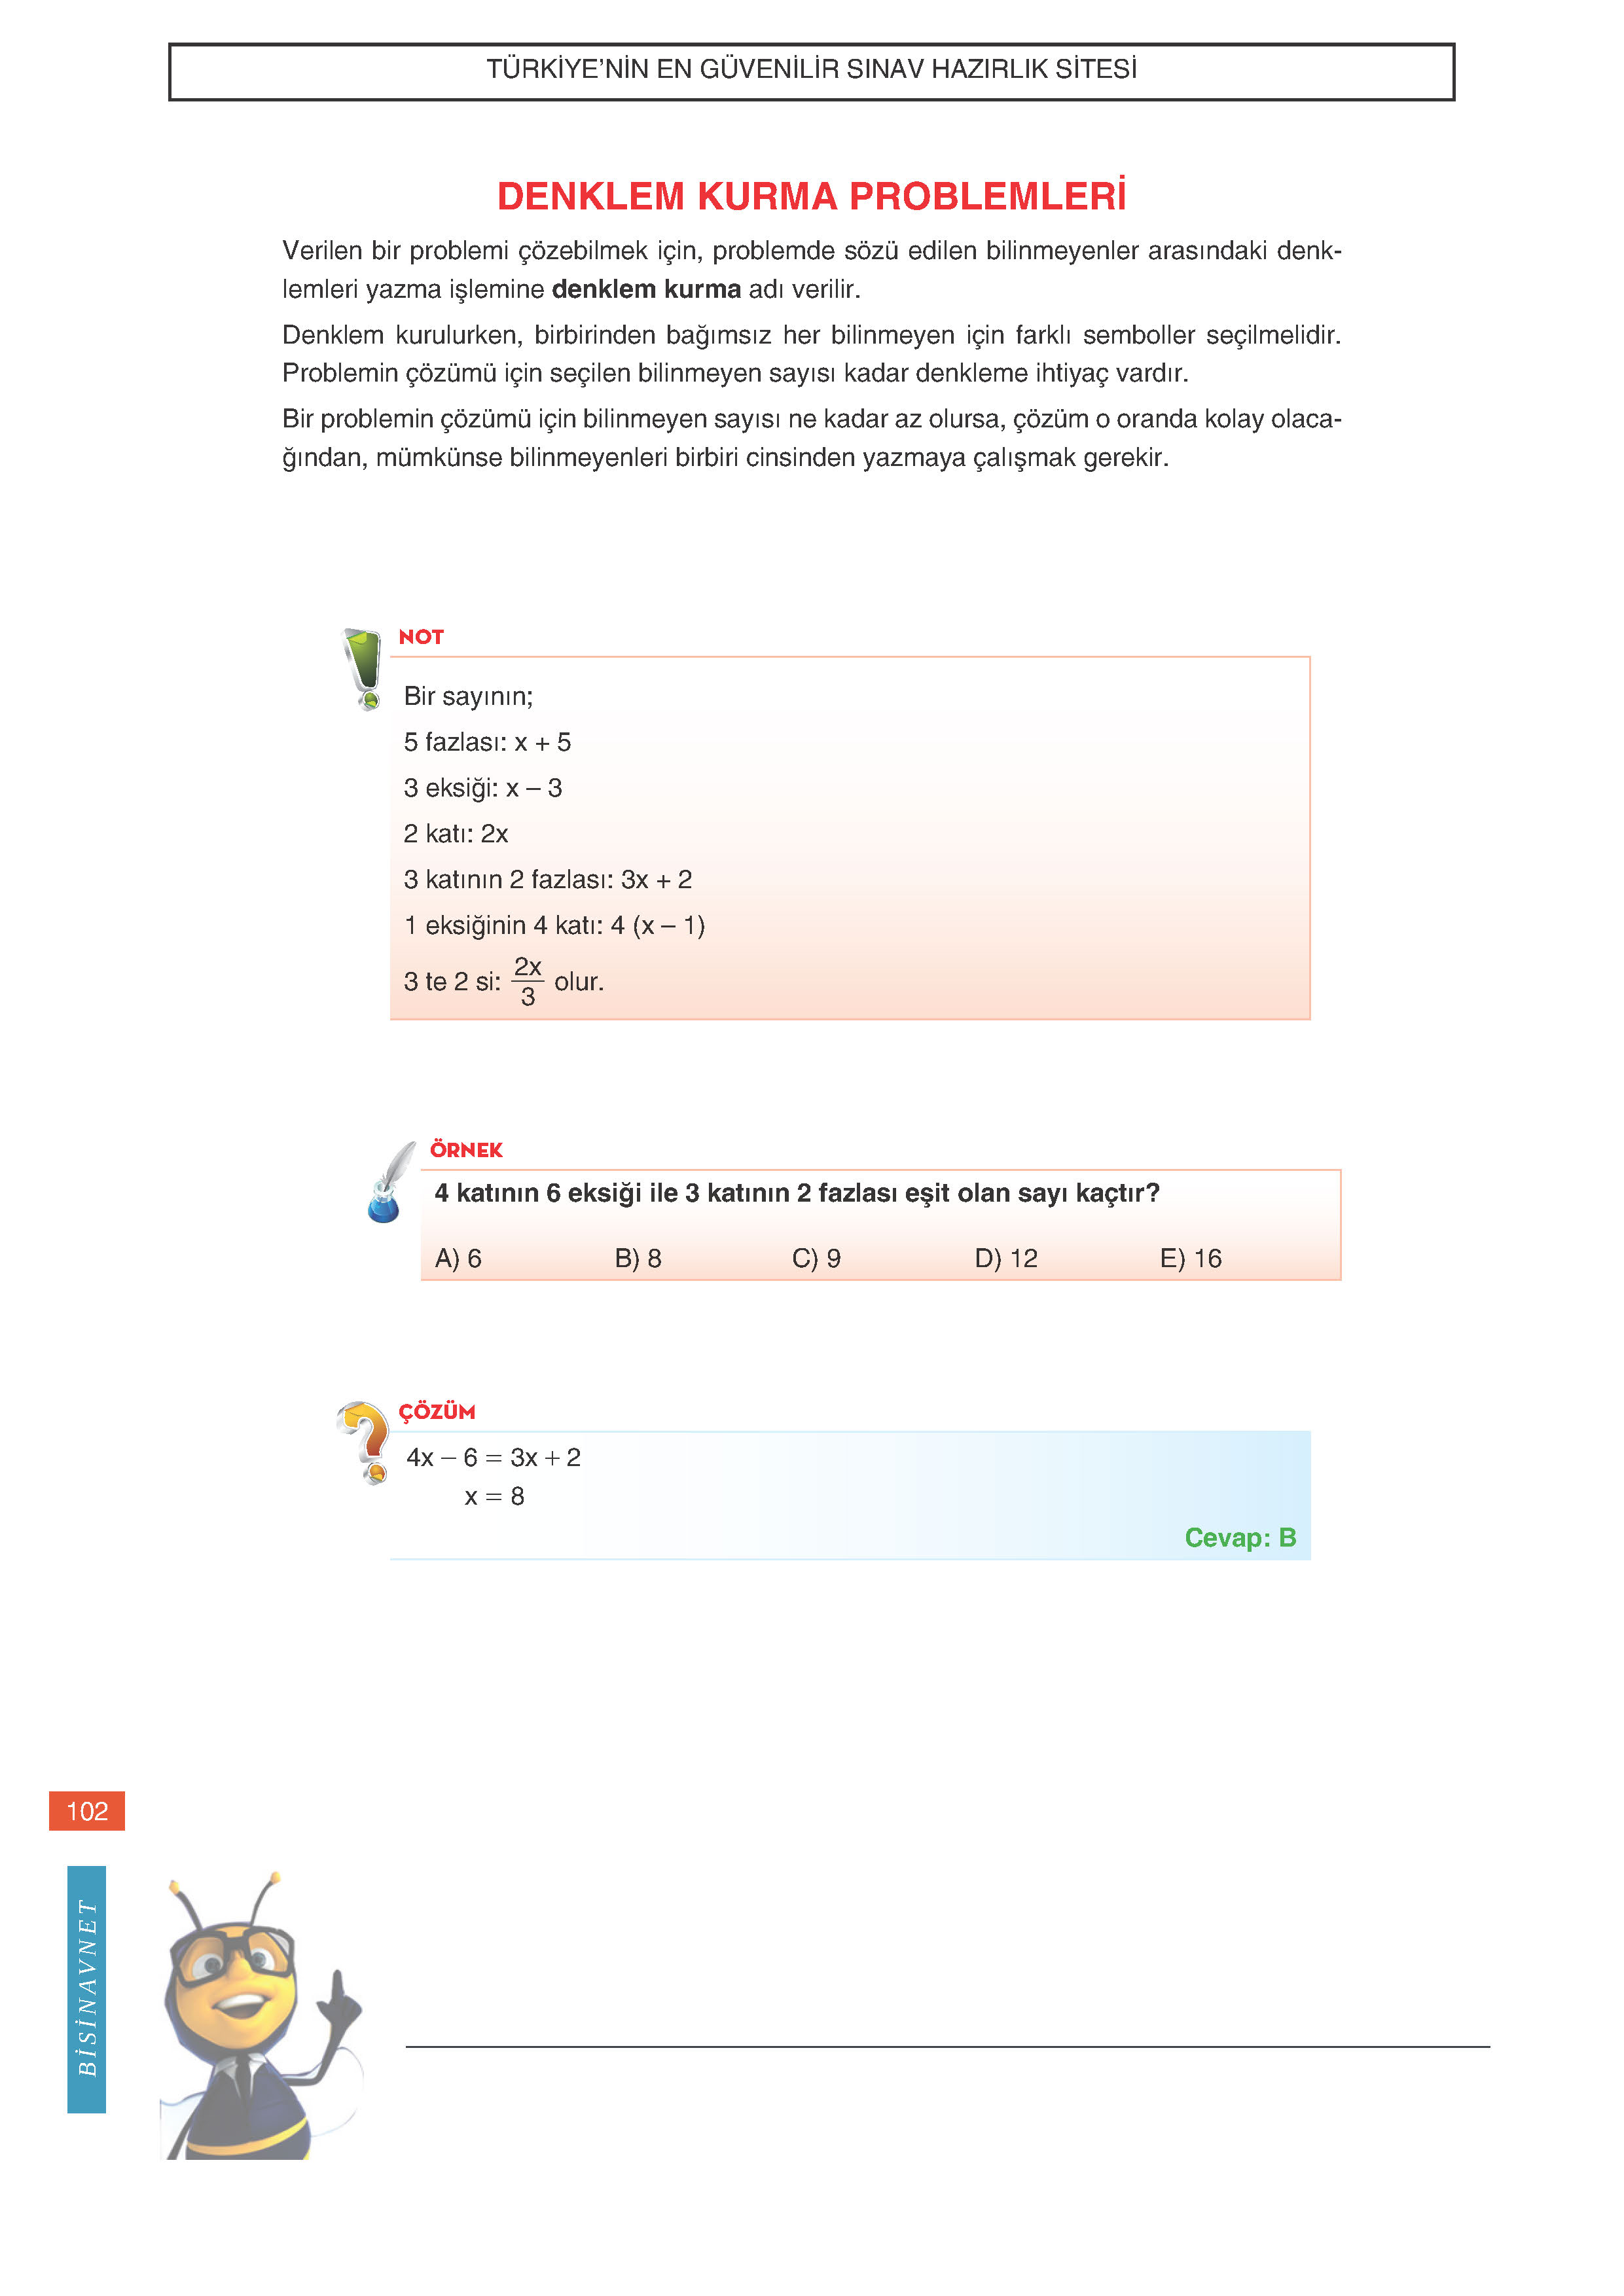 TÜRKİYE’NİN EN GÜVENİLİR SINAV HAZIRLIK SİTESİ
DENKLEM KURMA PROBLEMLERİ
Verilen bir problemi çözebilmek için, problemde sözü edilen bilinmeyenler arasındaki denk-
lemleri yazma işlemine denklem kurma adı verilir.
Denklem kurulurken, birbirinden bağımsız her bilinmeyen için farklı semboller seçilmelidir.
Problemin çözümü için seçilen bilinmeyen sayısı kadar denkleme ihtiyaç vardır.
Bir problemin çözümü için bilinmeyen sayısı ne kadar az olursa, çözüm o oranda kolay olaca-
ğından, mümkünse bilinmeyenleri birbiri cinsinden yazmaya çalışmak gerekir.
NOT
Bir sayının;
5 fazlası: x + 5
3 eksiği: x – 3
2 katı: 2x
3 katının 2 fazlası: 3x + 2
1 eksiğinin 4 katı: 4 (x – 1)
3 te 2 si: 2x/3 olur.
ÖRNEK
4 katının 6 eksiği ile 3 katının 2 fazlası eşit olan sayı kaçtır?
A) 6 B) 8 C) 9 D) 12 E) 16
ÇÖZÜM
4x – 6 = 3x + 2
x = 8
Cevap: B
102
BİSİNAVNET